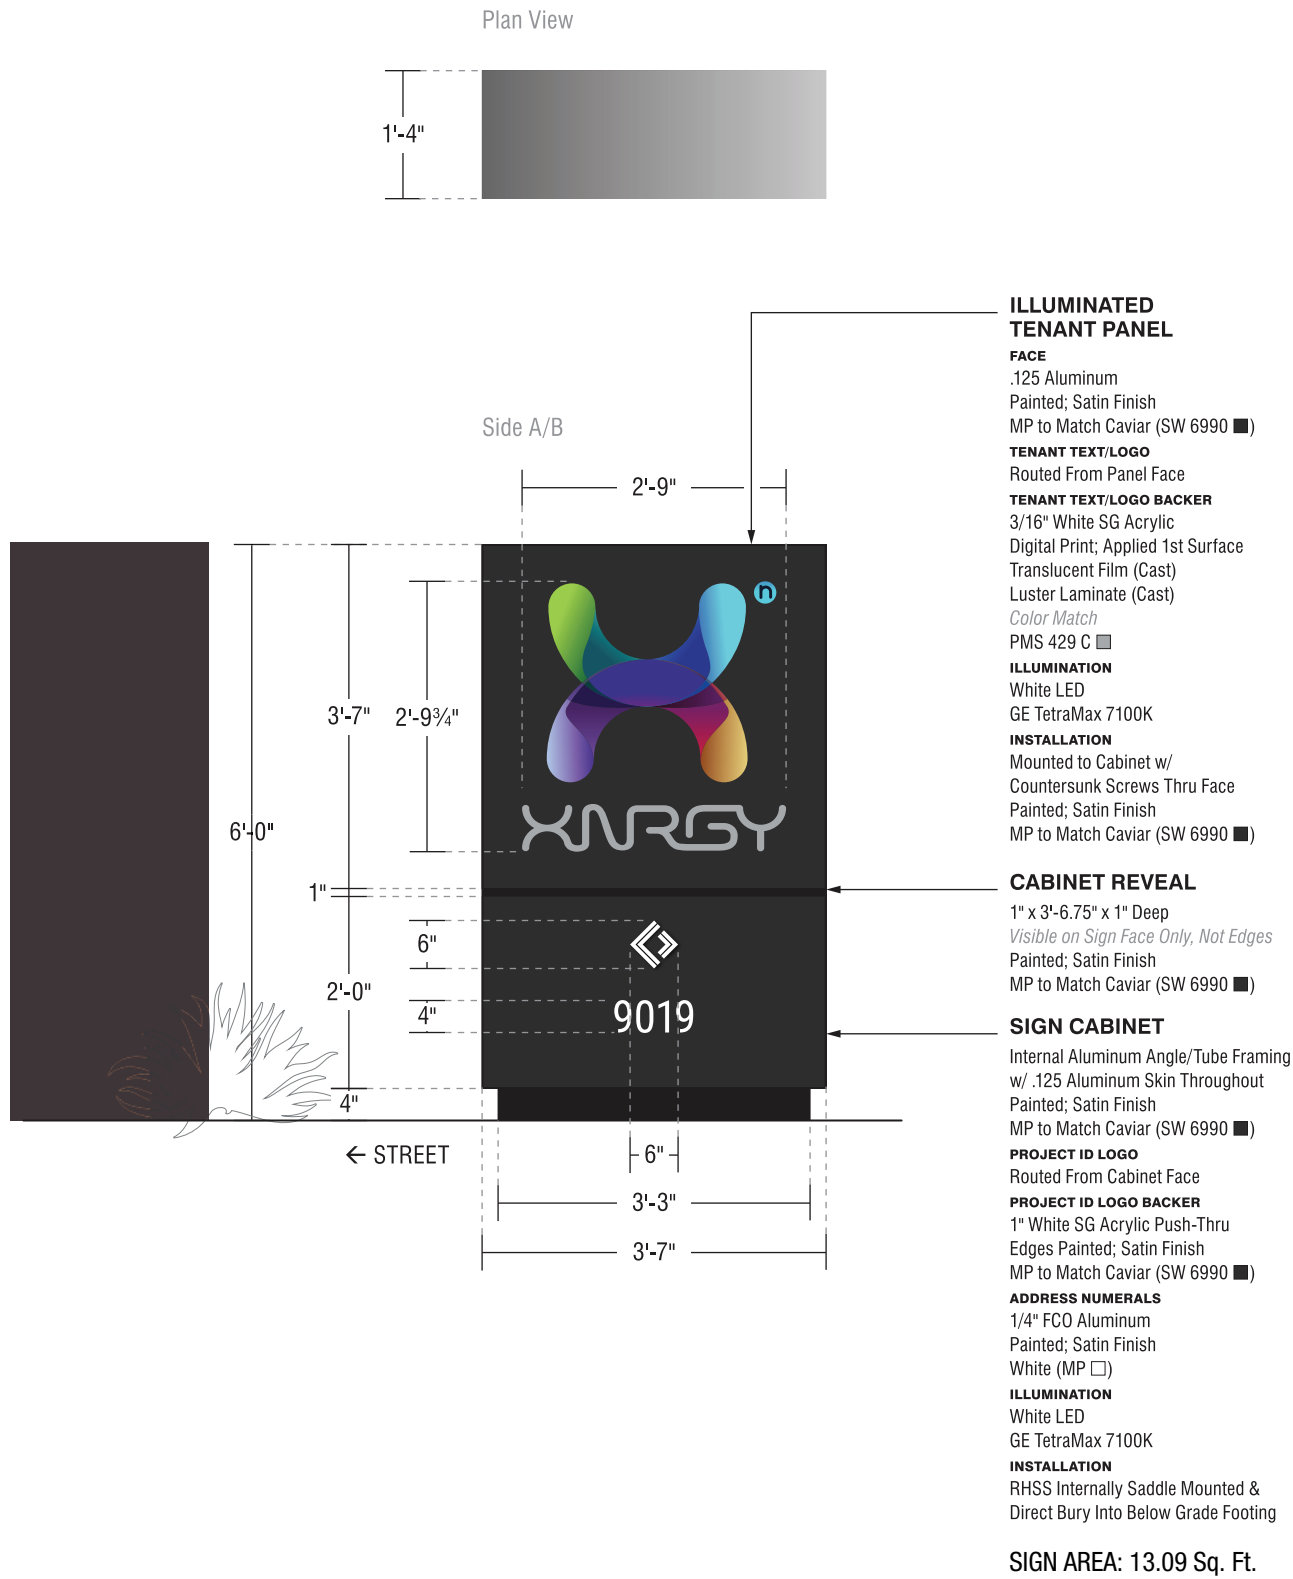 Plan View
1'-4"
Side A/B
2'-9"
n
XNRGY
3'-7"
2'-9¾"
6'-0"
1"
6"
2'-0"
4"
9019
4"
← STREET
6"
3'-3"
3'-7"
ILLUMINATED
TENANT PANEL
FACE
.125 Aluminum
Painted; Satin Finish
MP to Match Caviar (SW 6990 ■)
TENANT TEXT/LOGO
Routed From Panel Face
TENANT TEXT/LOGO BACKER
3/16" White SG Acrylic
Digital Print; Applied 1st Surface
Translucent Film (Cast)
Luster Laminate (Cast)
Color Match
PMS 429 C ■
ILLUMINATION
White LED
GE TetraMax 7100K
INSTALLATION
Mounted to Cabinet w/
Countersunk Screws Thru Face
Painted; Satin Finish
MP to Match Caviar (SW 6990 ■)
CABINET REVEAL
1" x 3'-6.75" x 1" Deep
Visible on Sign Face Only, Not Edges
Painted; Satin Finish
MP to Match Caviar (SW 6990 ■)
SIGN CABINET
Internal Aluminum Angle/Tube Framing
w/ .125 Aluminum Skin Throughout
Painted; Satin Finish
MP to Match Caviar (SW 6990 ■)
PROJECT ID LOGO
Routed From Cabinet Face
PROJECT ID LOGO BACKER
1" White SG Acrylic Push-Thru
Edges Painted; Satin Finish
MP to Match Caviar (SW 6990 ■)
ADDRESS NUMERALS
1/4" FCO Aluminum
Painted; Satin Finish
White (MP □)
ILLUMINATION
White LED
GE TetraMax 7100K
INSTALLATION
RHSS Internally Saddle Mounted &
Direct Bury Into Below Grade Footing
SIGN AREA: 13.09 Sq. Ft.